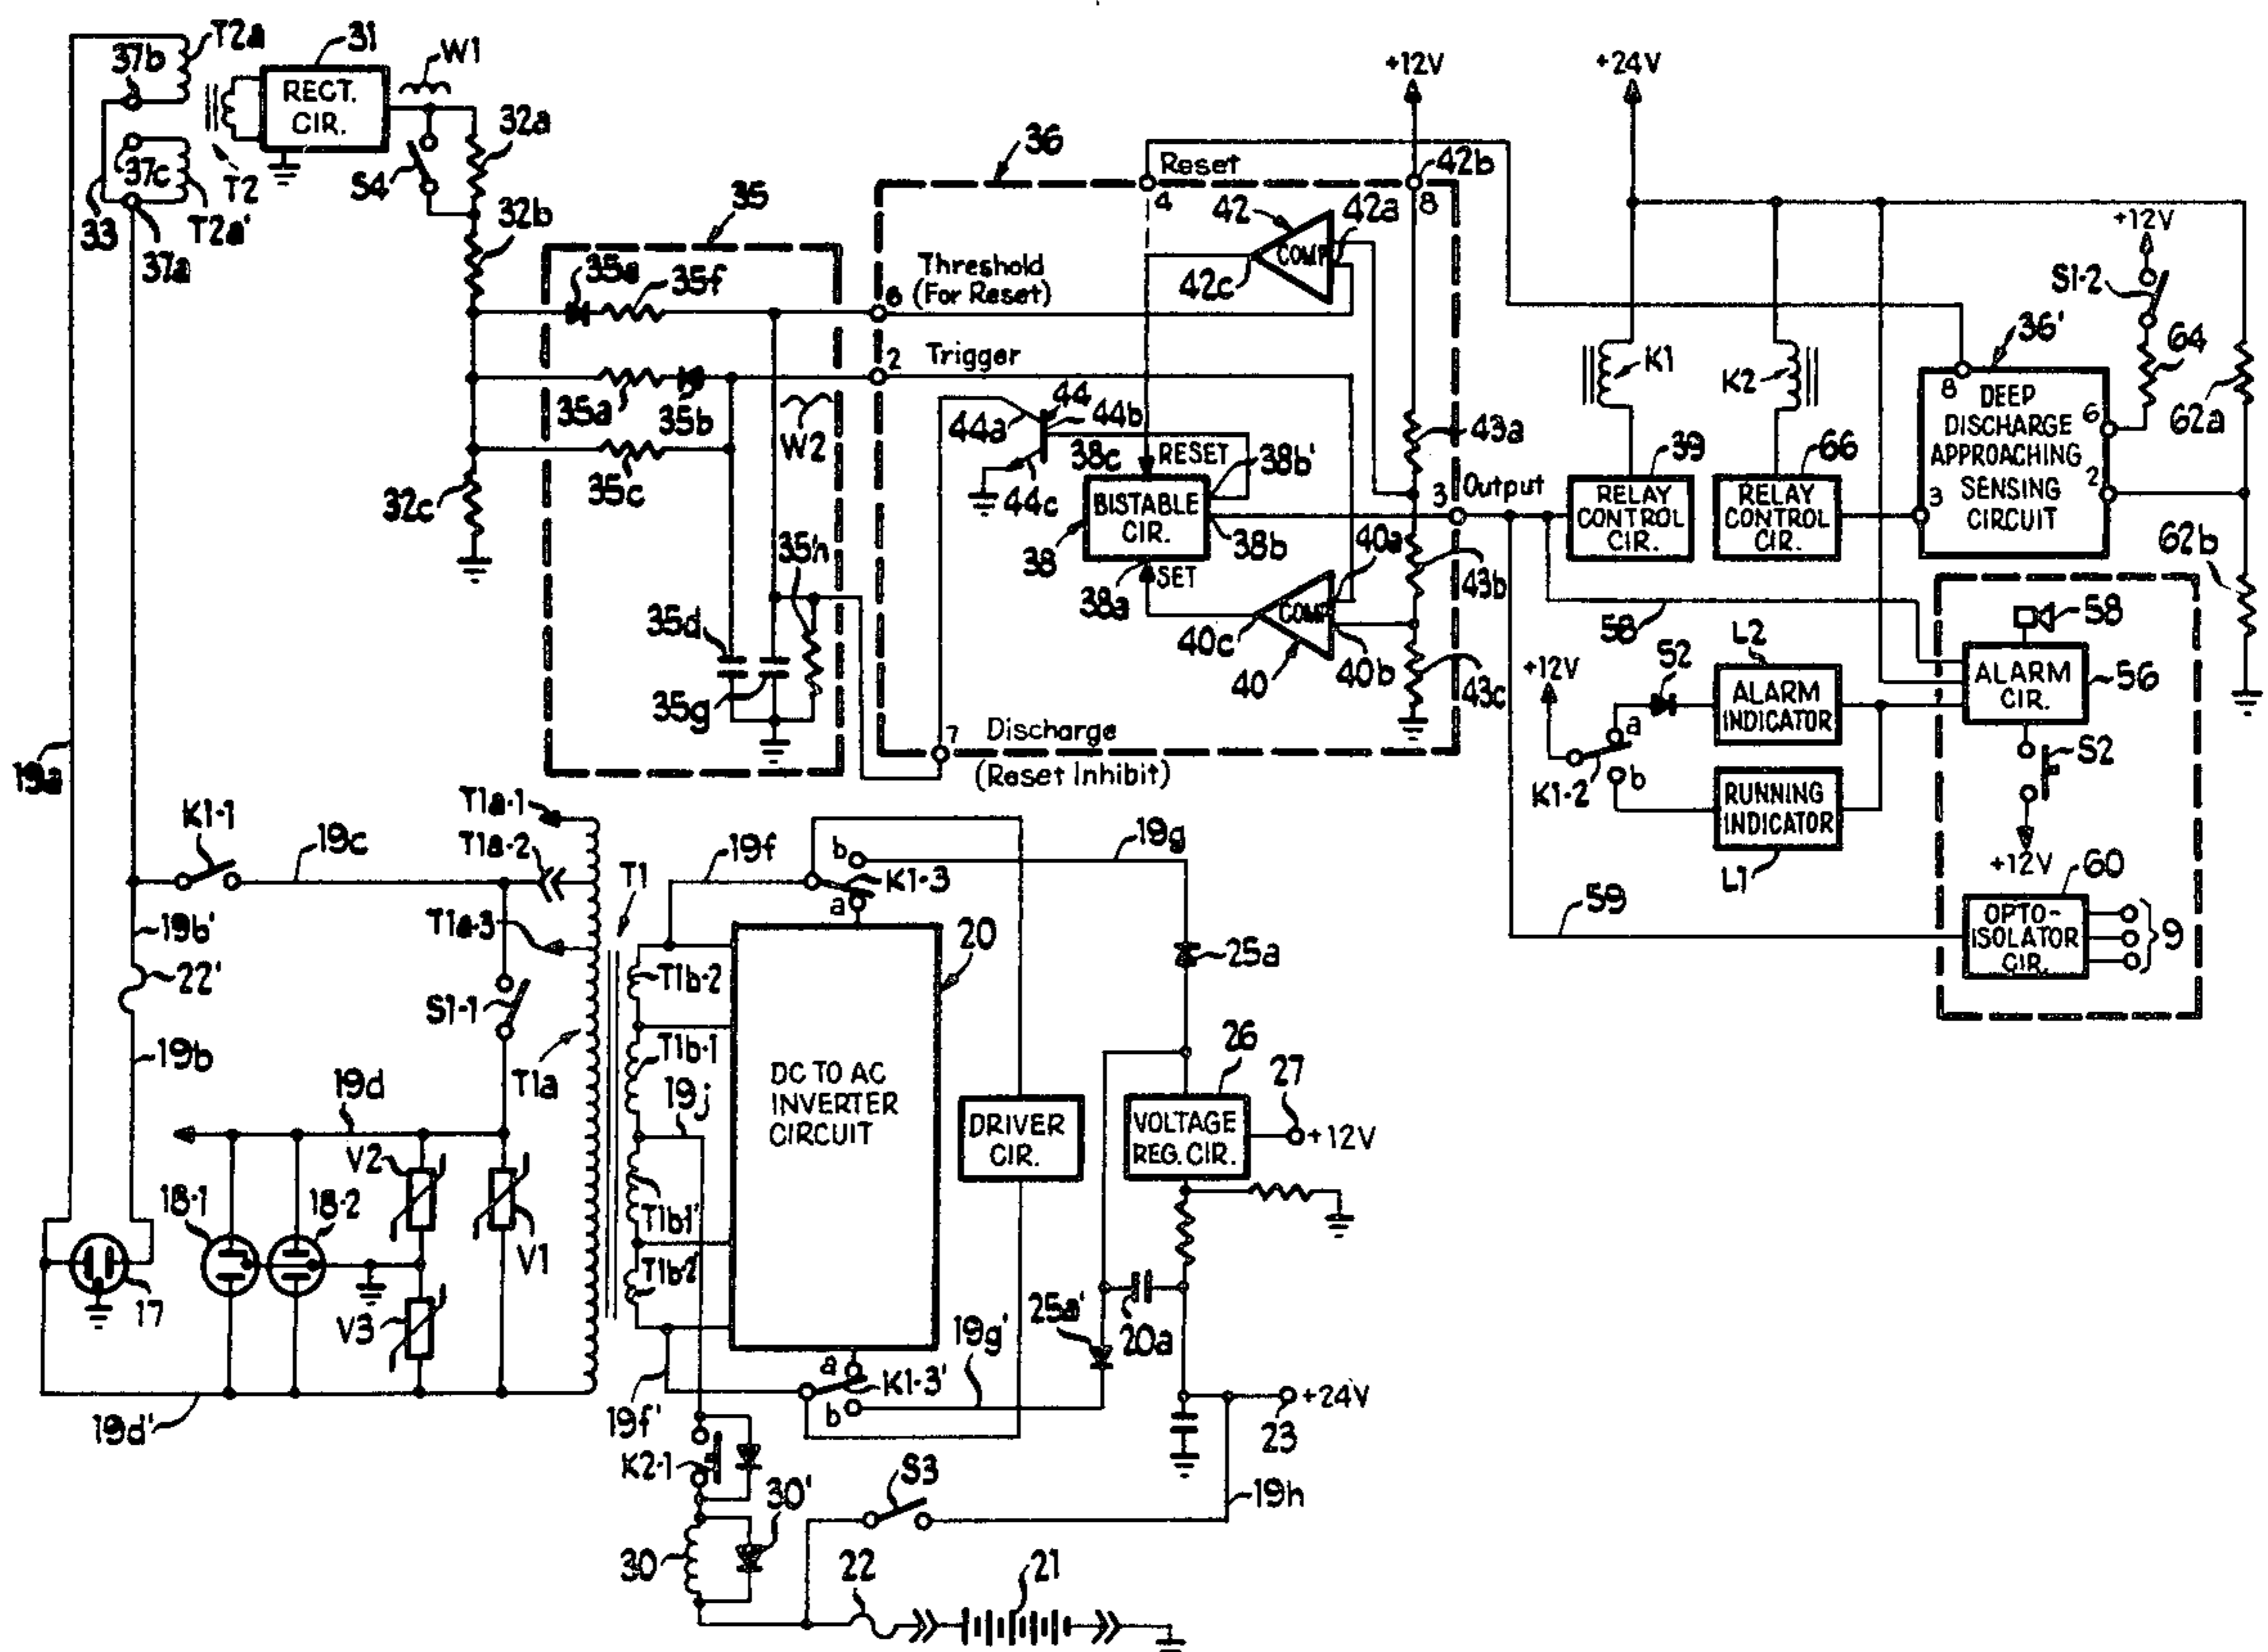 T2a
37b
31
W1
RECT.
CIR.
32a
37c
T2
S4
33
T2a'
37a
32b
35
35e
35f
35a
35b
35c
W2
32c
35h
35d
35g
36
+12V
Reset
4
42b
8
42
42a
COMP
42c
Threshold
(For Reset)
6
2
Trigger
44
44a
44b
44c
38c
RESET
38b'
BISTABLE
CIR.
38
38b
38a
SET
43a
3
Output
40a
43b
COMP
40c
40
40b
43c
7
Discharge
(Reset Inhibit)
+24V
+12V
S1-2
K1
K2
36'
64
62a
39
66
8
DEEP
DISCHARGE
APPROACHING
SENSING
CIRCUIT
6
2
3
RELAY
CONTROL
CIR.
RELAY
CONTROL
CIR.
62b
58
58
L2
52
+12V
ALARM
INDICATOR
ALARM
CIR.
56
a
b
K1-2
S2
RUNNING
INDICATOR
L1
+12V
60
59
OPTO-
ISOLATOR
CIR.
9
19a
K1-1
19c
T1a-1
T1a-2
T1
T1a-3
19b'
22'
S1-1
19b
T1a
19d
V2
18-1
18-2
V1
17
V3
19d'
19f
b
19g
K1-3
a
20
T1b-2
T1b-1
19j
DC TO AC
INVERTER
CIRCUIT
T1b1'
T1b-2'
DRIVER
CIR.
25a
26
27
VOLTAGE
REG. CIR.
+12V
25a'
20a
19g'
a
K1-3'
b
19f'
+24V
23
K2-1
S3
19h
30'
30
22
21